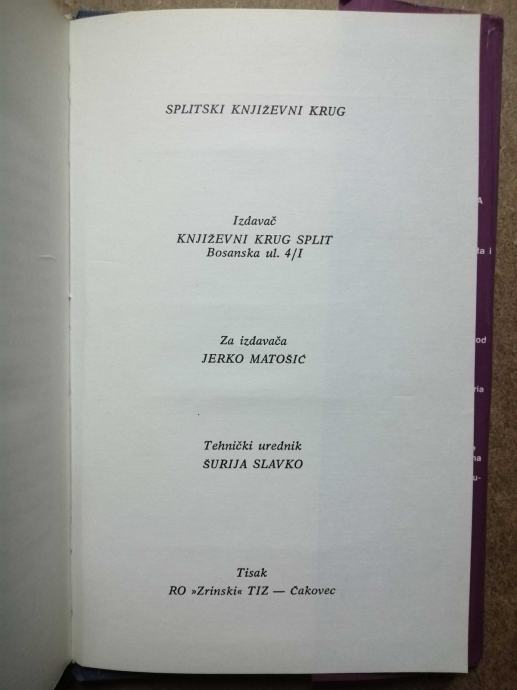 SPLITSKI KNJIŽEVNI KRUG
Izdavač
KNJIŽEVNI KRUG SPLIT
Bosanska ul. 4/I
Za izdavača
JERKO MATOŠIĆ
Tehnički urednik
ŠURIJA SLAVKO
Tisak
RO »Zrinski« TIZ — Čakovec